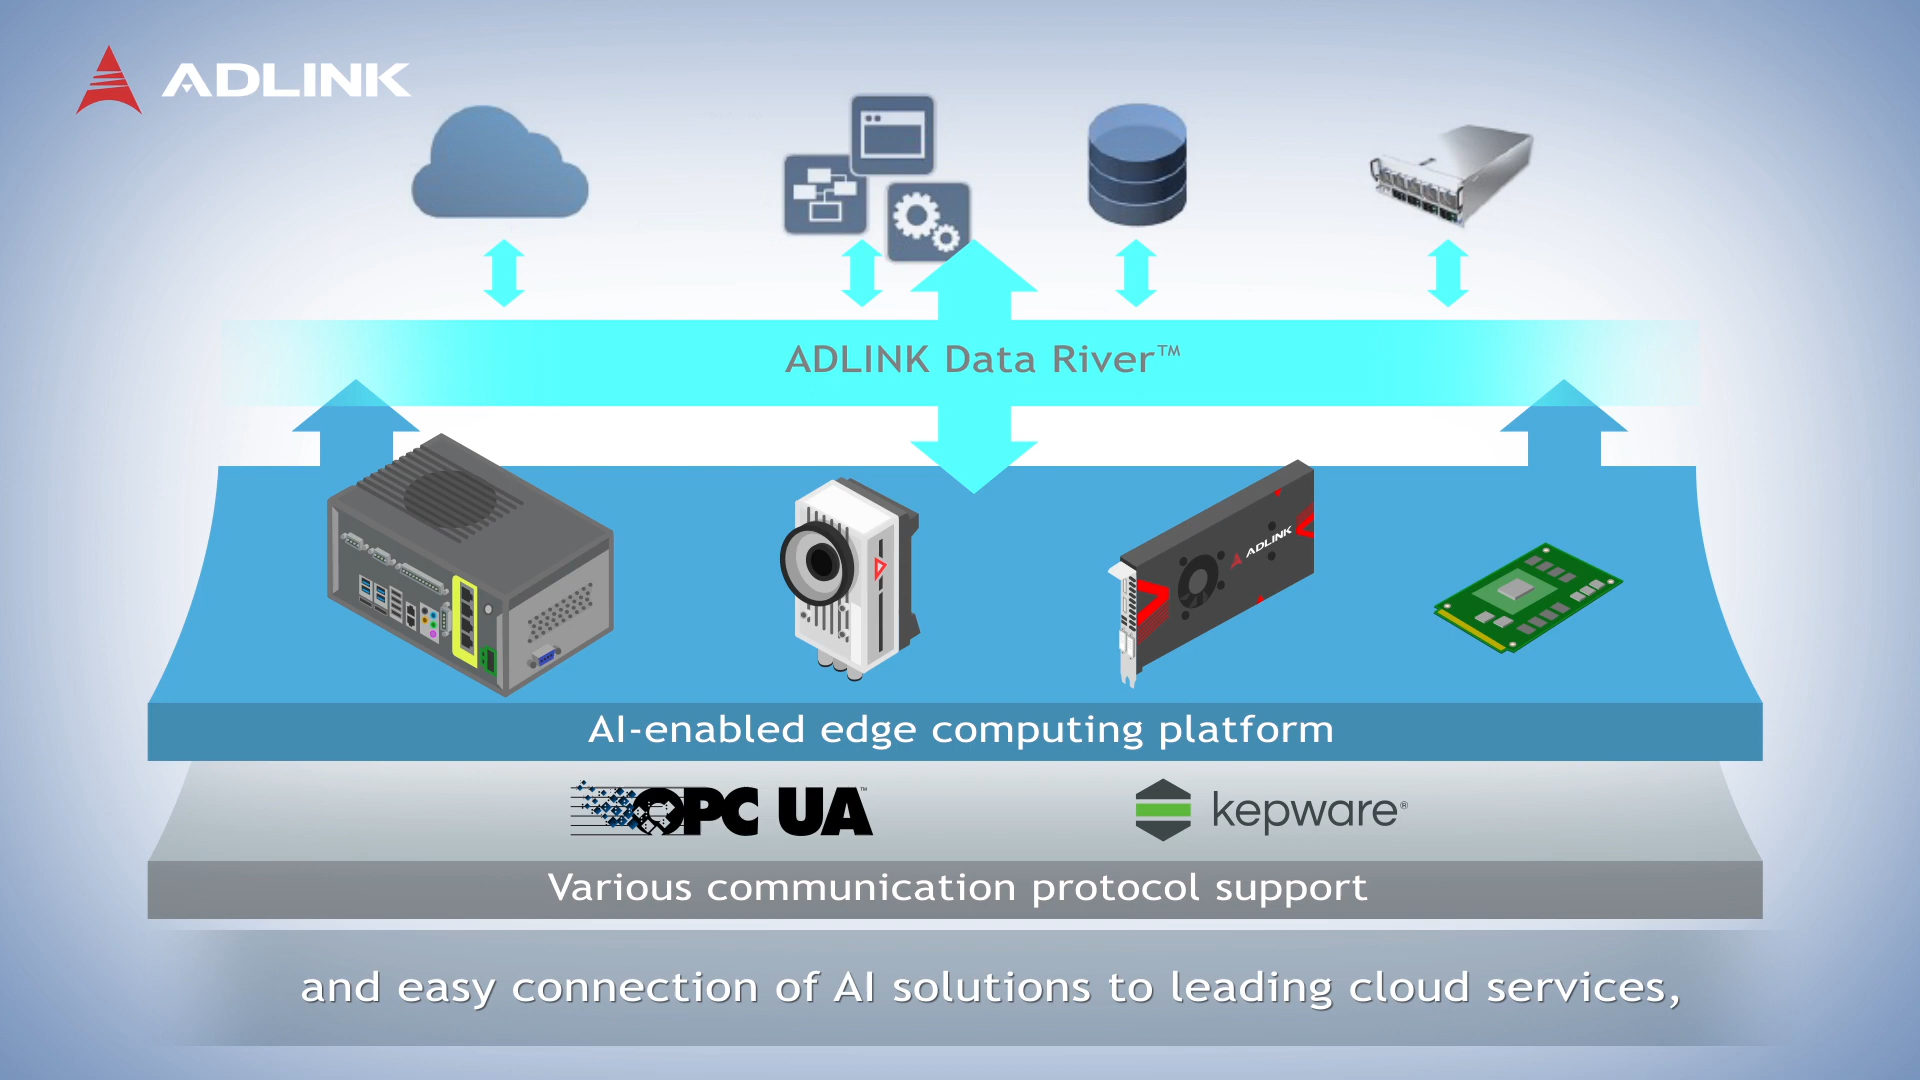 ADLINK
ADLINK Data River™
ADLINK
AI-enabled edge computing platform
OPC UA™
kepware®
Various communication protocol support
and easy connection of AI solutions to leading cloud services,